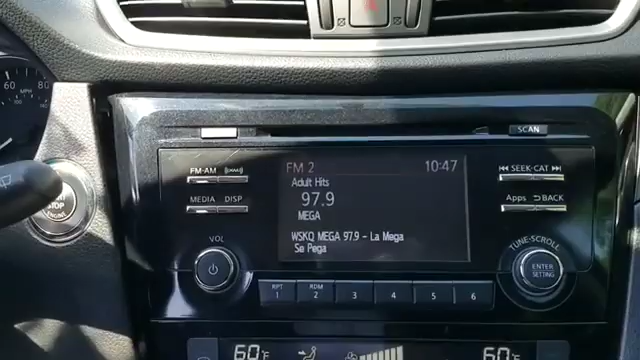 60 80
MPH
SCAN
FM·AM ((SXM))
FM 2 10:47
SEEK·CAT
Adult Hits
97.9
MEGA
MEDIA DISP
Apps BACK
WSKQ MEGA 97.9 - La Mega
Se Pega
STOP
ENGINE
VOL
TUNE·SCROLL
ENTER
SETTING
RPT
1
RDM
2
3 4 5 6
60°F 60°F